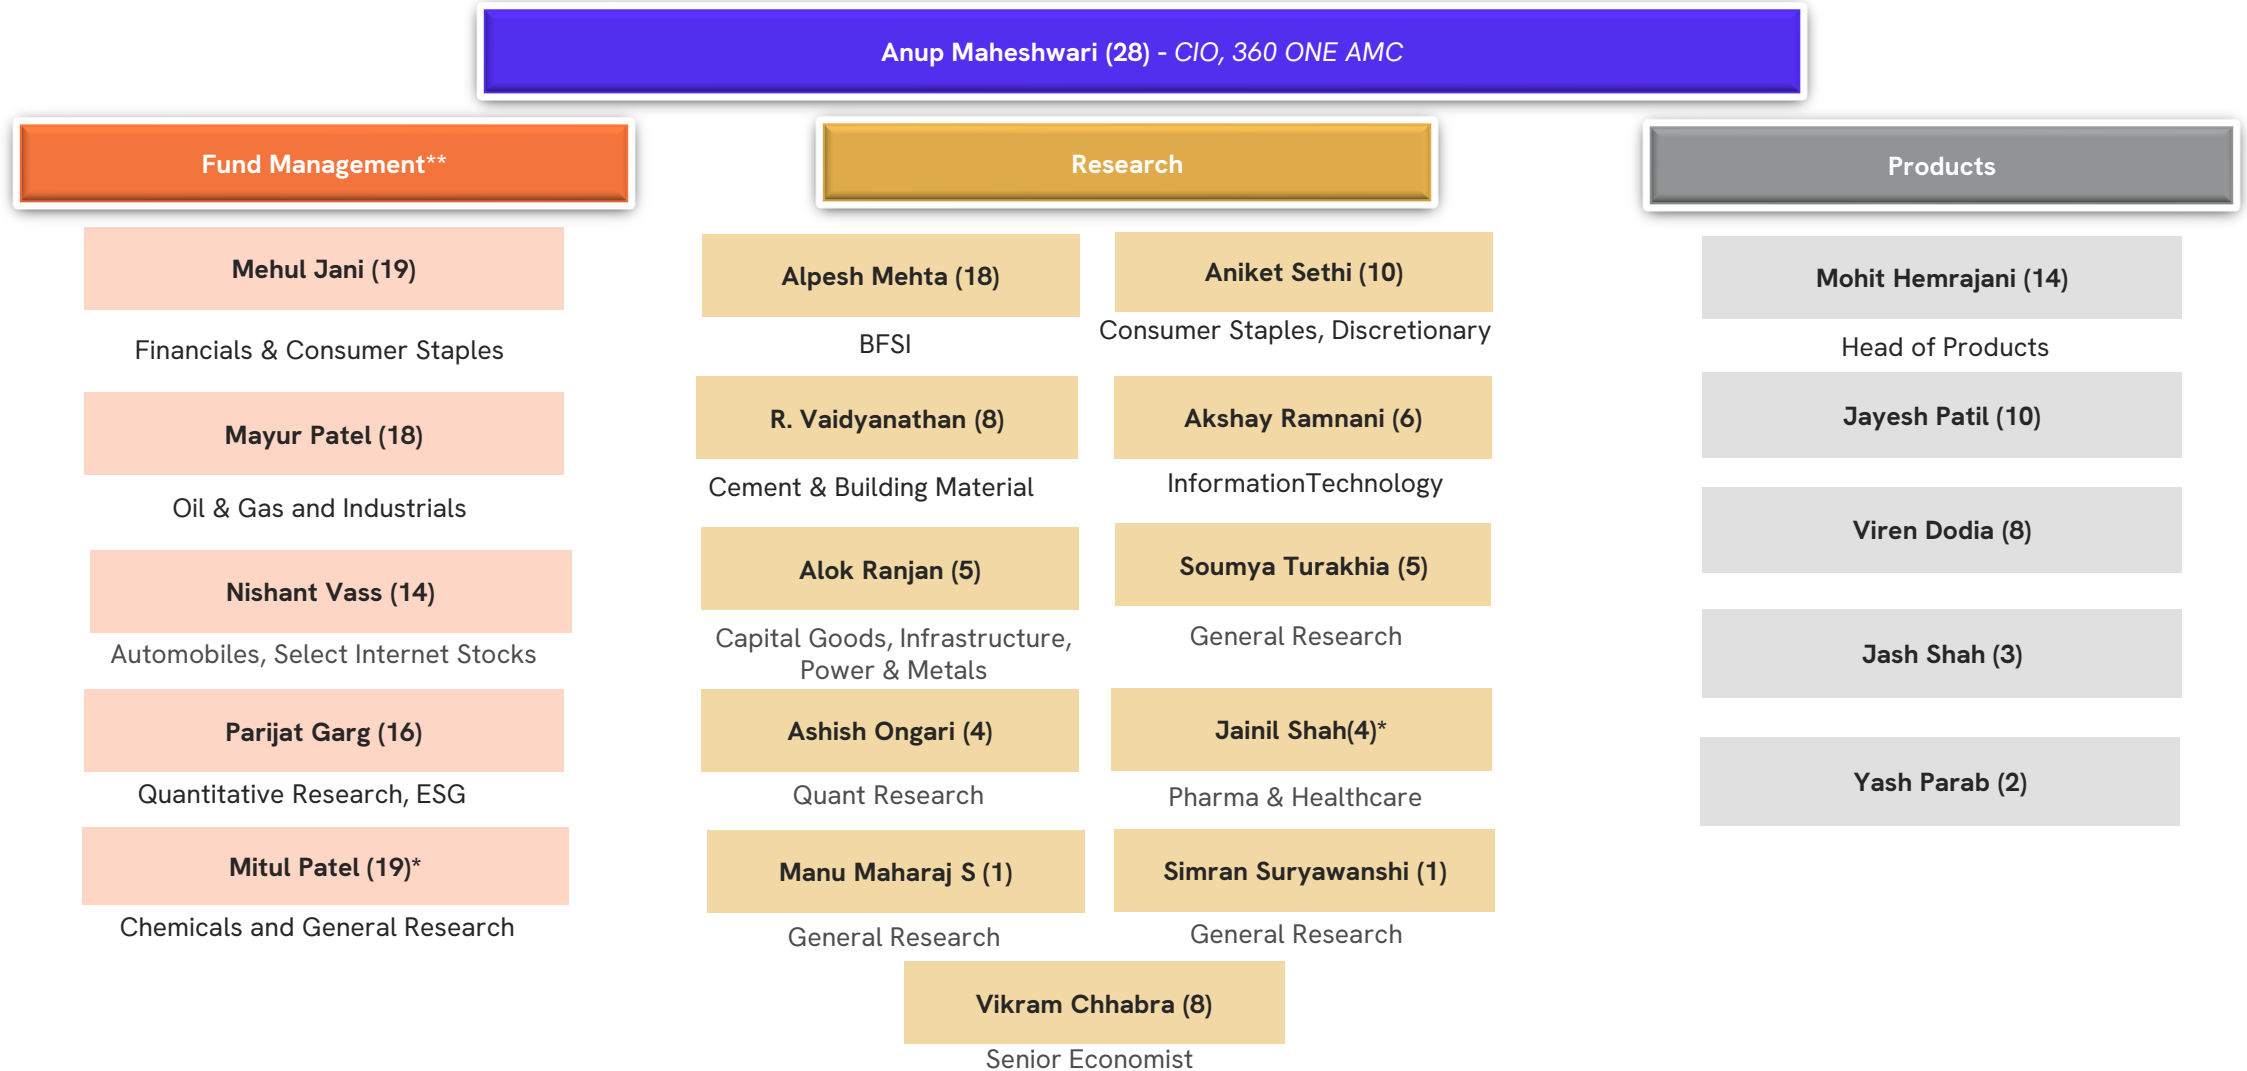 Anup Maheshwari (28) - CIO, 360 ONE AMC
Fund Management**
Mehul Jani (19)
Financials & Consumer Staples
Mayur Patel (18)
Oil & Gas and Industrials
Nishant Vass (14)
Automobiles, Select Internet Stocks
Parijat Garg (16)
Quantitative Research, ESG
Mitul Patel (19)*
Chemicals and General Research
Research
Alpesh Mehta (18)
BFSI
R. Vaidyanathan (8)
Cement & Building Material
Alok Ranjan (5)
Capital Goods, Infrastructure,
Power & Metals
Ashish Ongari (4)
Quant Research
Manu Maharaj S (1)
General Research
Aniket Sethi (10)
Consumer Staples, Discretionary
Akshay Ramnani (6)
InformationTechnology
Soumya Turakhia (5)
General Research
Jainil Shah(4)*
Pharma & Healthcare
Simran Suryawanshi (1)
General Research
Vikram Chhabra (8)
Senior Economist
Products
Mohit Hemrajani (14)
Head of Products
Jayesh Patil (10)
Viren Dodia (8)
Jash Shah (3)
Yash Parab (2)